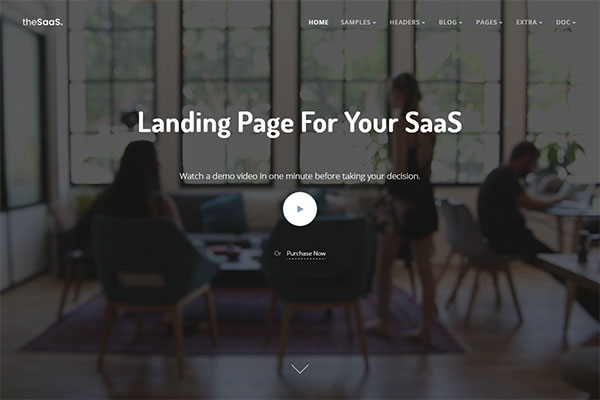 theSaaS.
HOME SAMPLES HEADERS BLOG PAGES EXTRA DOC
Landing Page For Your SaaS
Watch a demo video in one minute before taking your decision.
Or Purchase Now